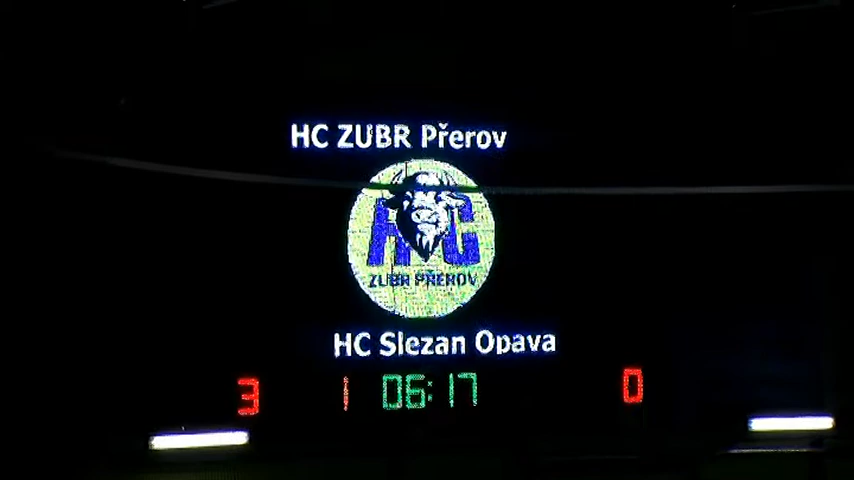 HC ZUBR Přerov
HC
ZUBR PŘEROV
HC Slezan Opava
3 1 06:17 0